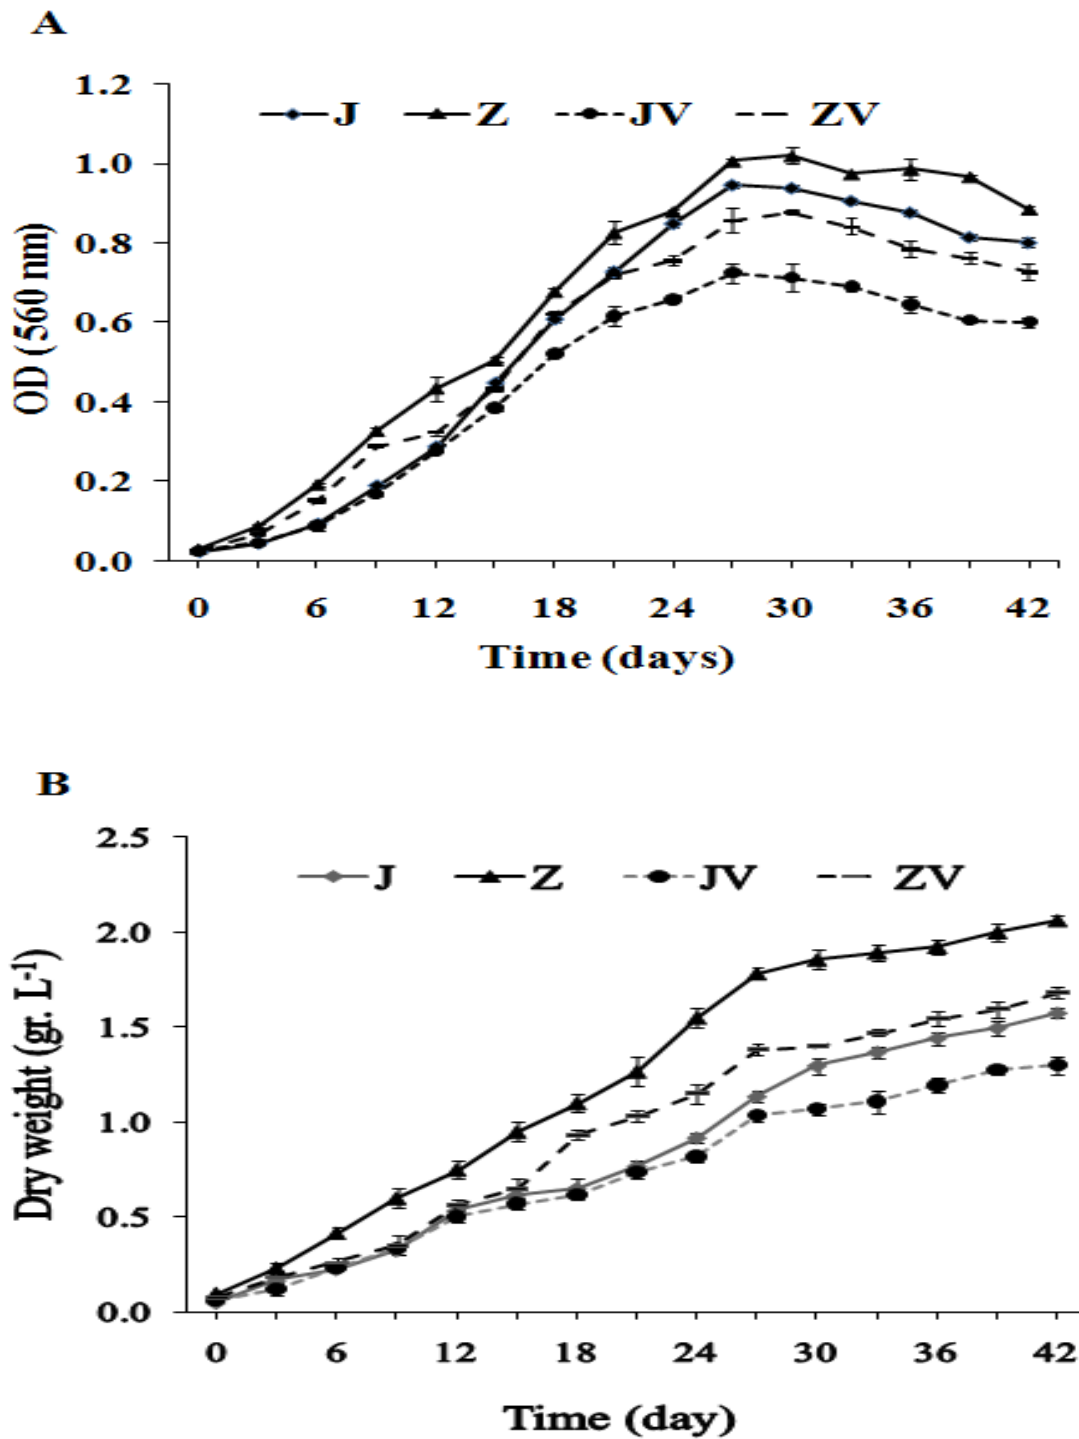 A
1.2
J Z JV ZV
1.0
0.8
0.6
0.4
0.2
0.0
OD (560 nm)
0 6 12 18 24 30 36 42
Time (days)
B
2.5
J Z JV ZV
2.0
1.5
1.0
0.5
0.0
Dry weight (gr. L⁻¹)
0 6 12 18 24 30 36 42
Time (day)